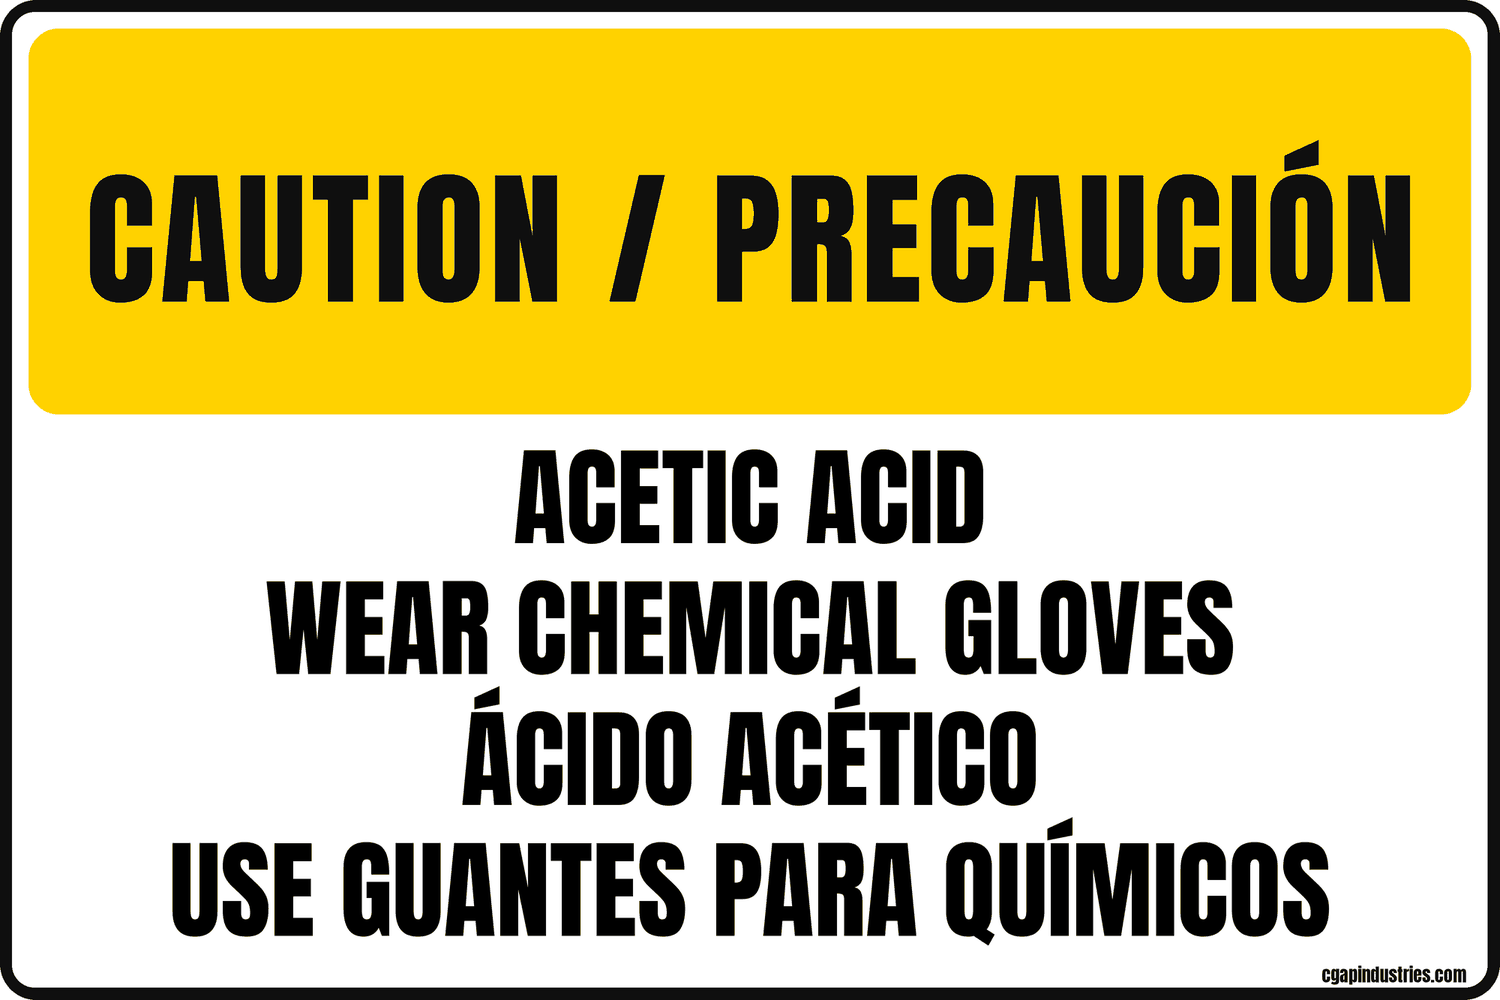 CAUTION / PRECAUCIÓN
ACETIC ACID
WEAR CHEMICAL GLOVES
ÁCIDO ACÉTICO
USE GUANTES PARA QUÍMICOS
cgapindustries.com